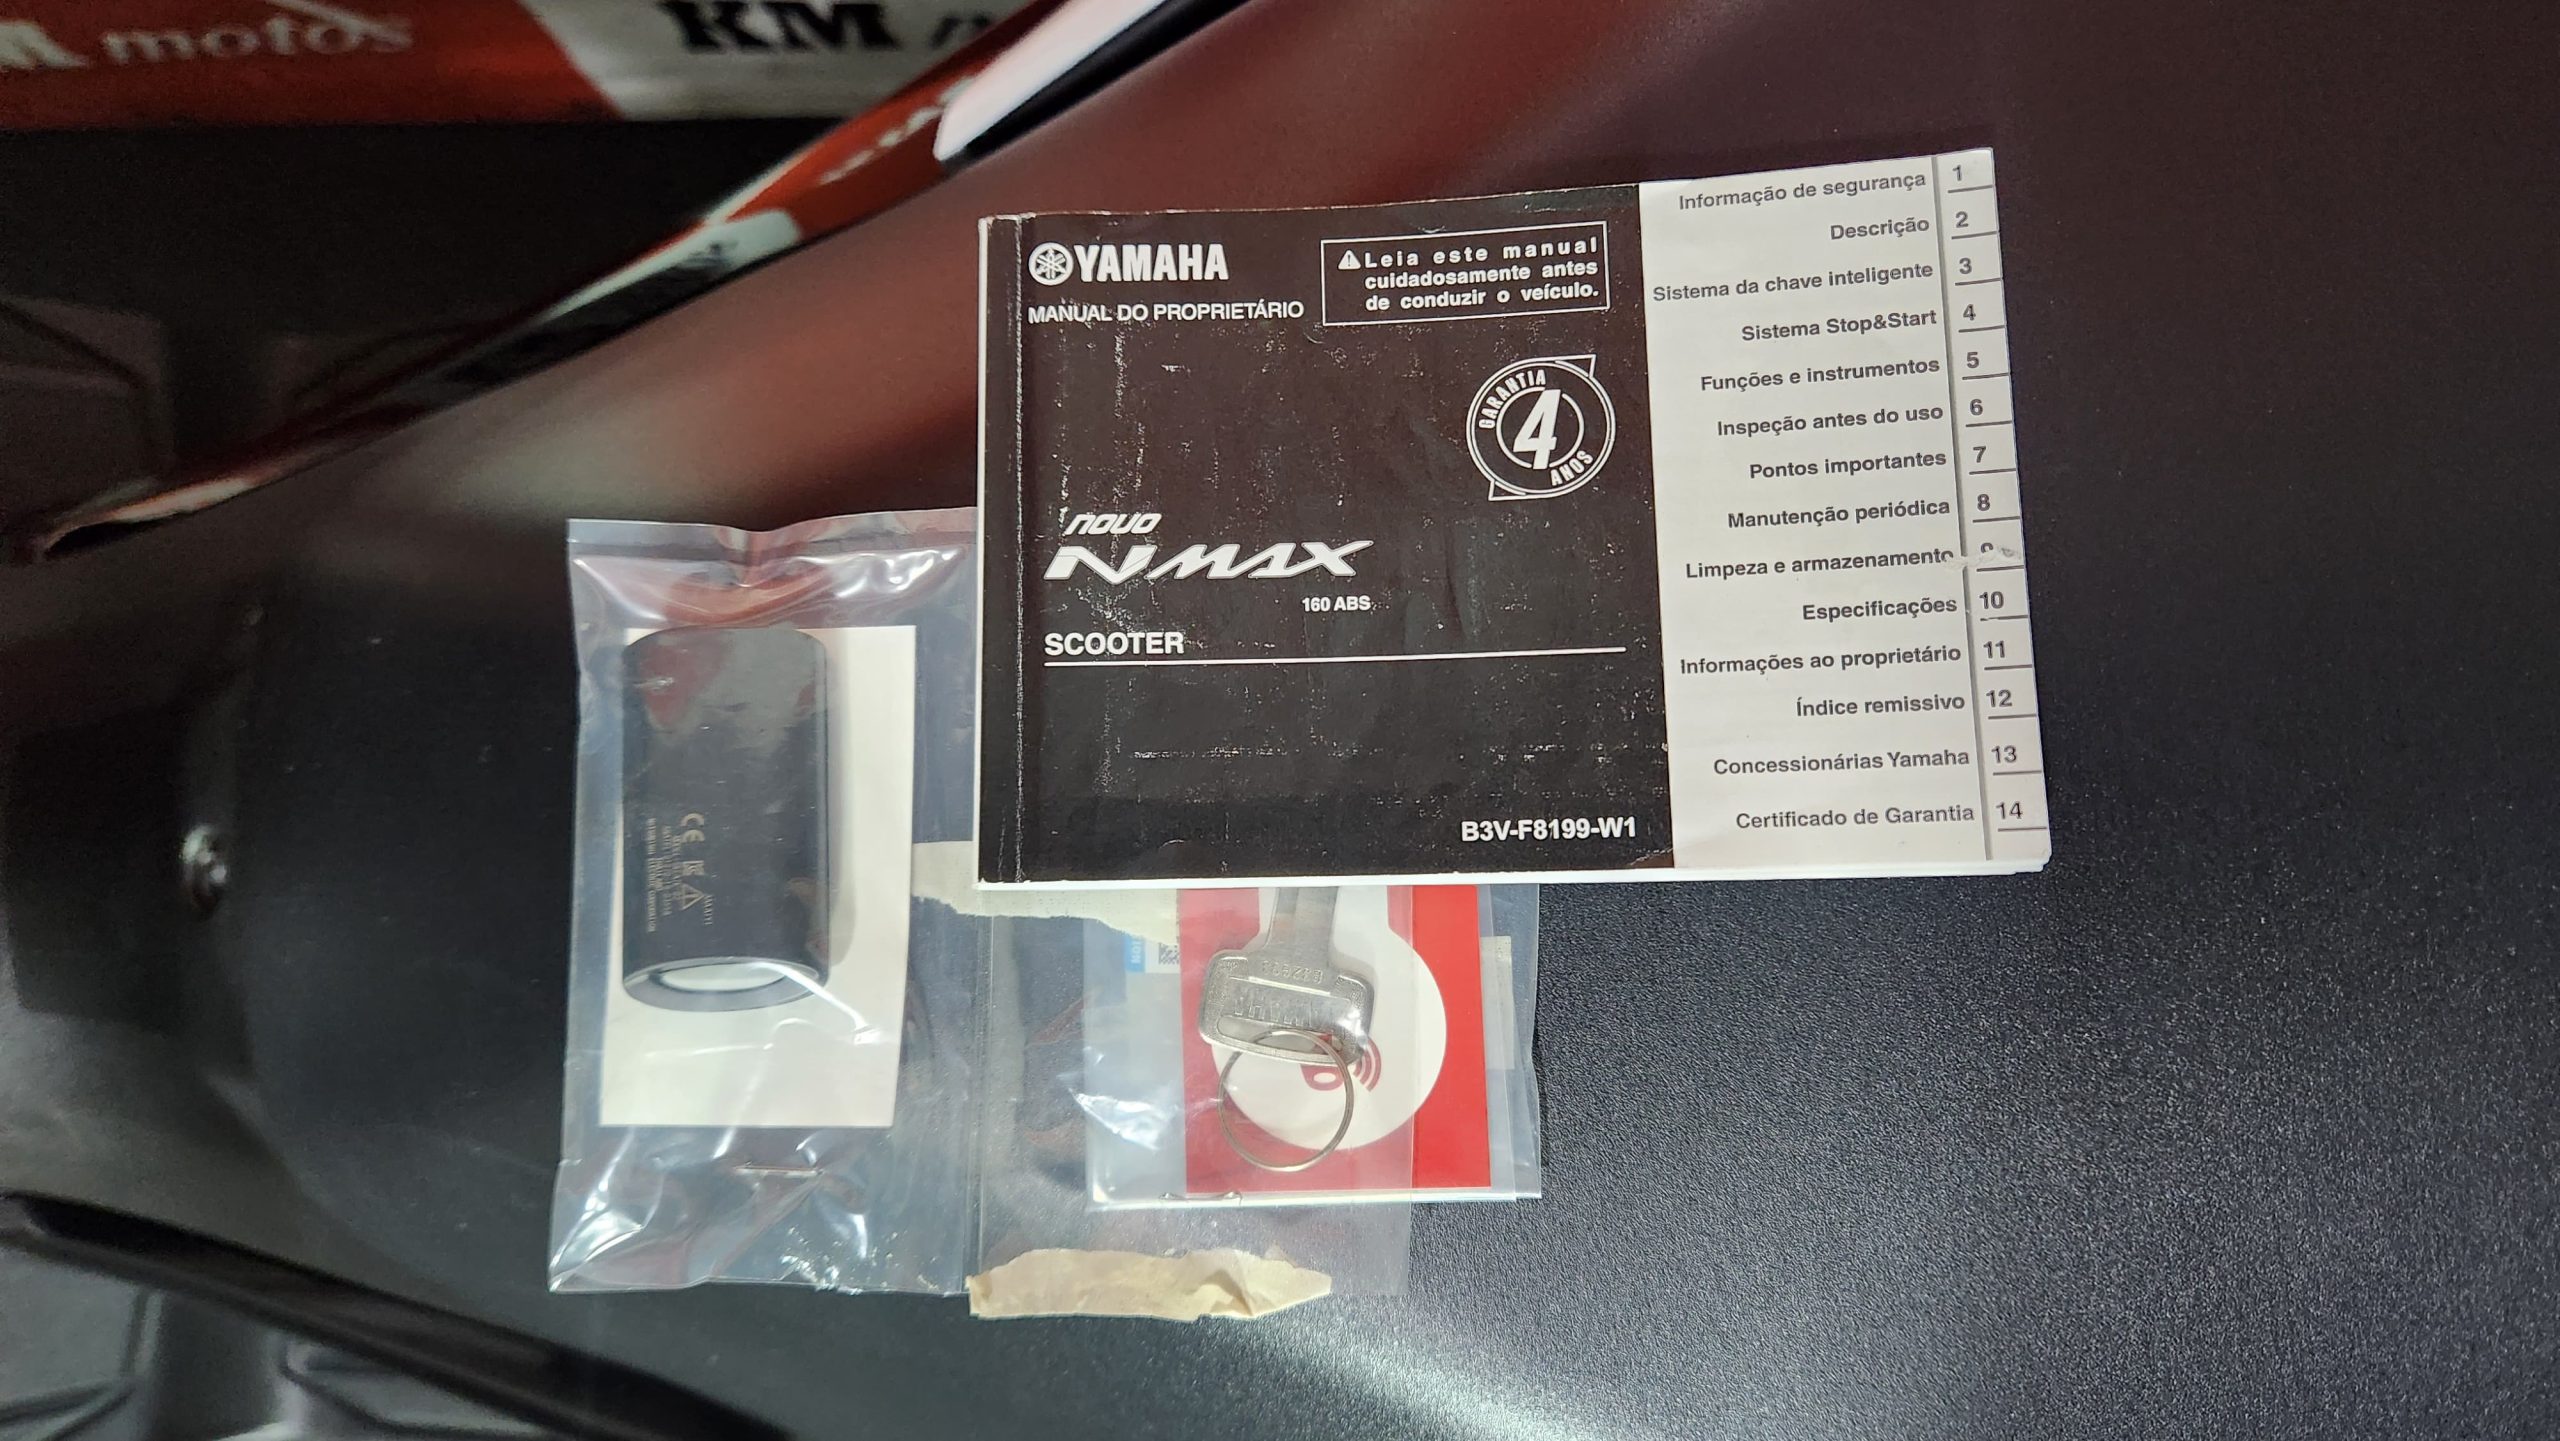 motos
KM
YAMAHA
MANUAL DO PROPRIETÁRIO
Leia este manual
cuidadosamente antes
de conduzir o veículo.
GARANTIA
4
ANOS
novo
NMAX
160 ABS
SCOOTER
B3V-F8199-W1
Informação de segurança 1
Descrição 2
Sistema da chave inteligente 3
Sistema Stop&Start 4
Funções e instrumentos 5
Inspeção antes do uso 6
Pontos importantes 7
Manutenção periódica 8
Limpeza e armazenamento 9
Especificações 10
Informações ao proprietário 11
Índice remissivo 12
Concessionárias Yamaha 13
Certificado de Garantia 14
CE
YAMAHA